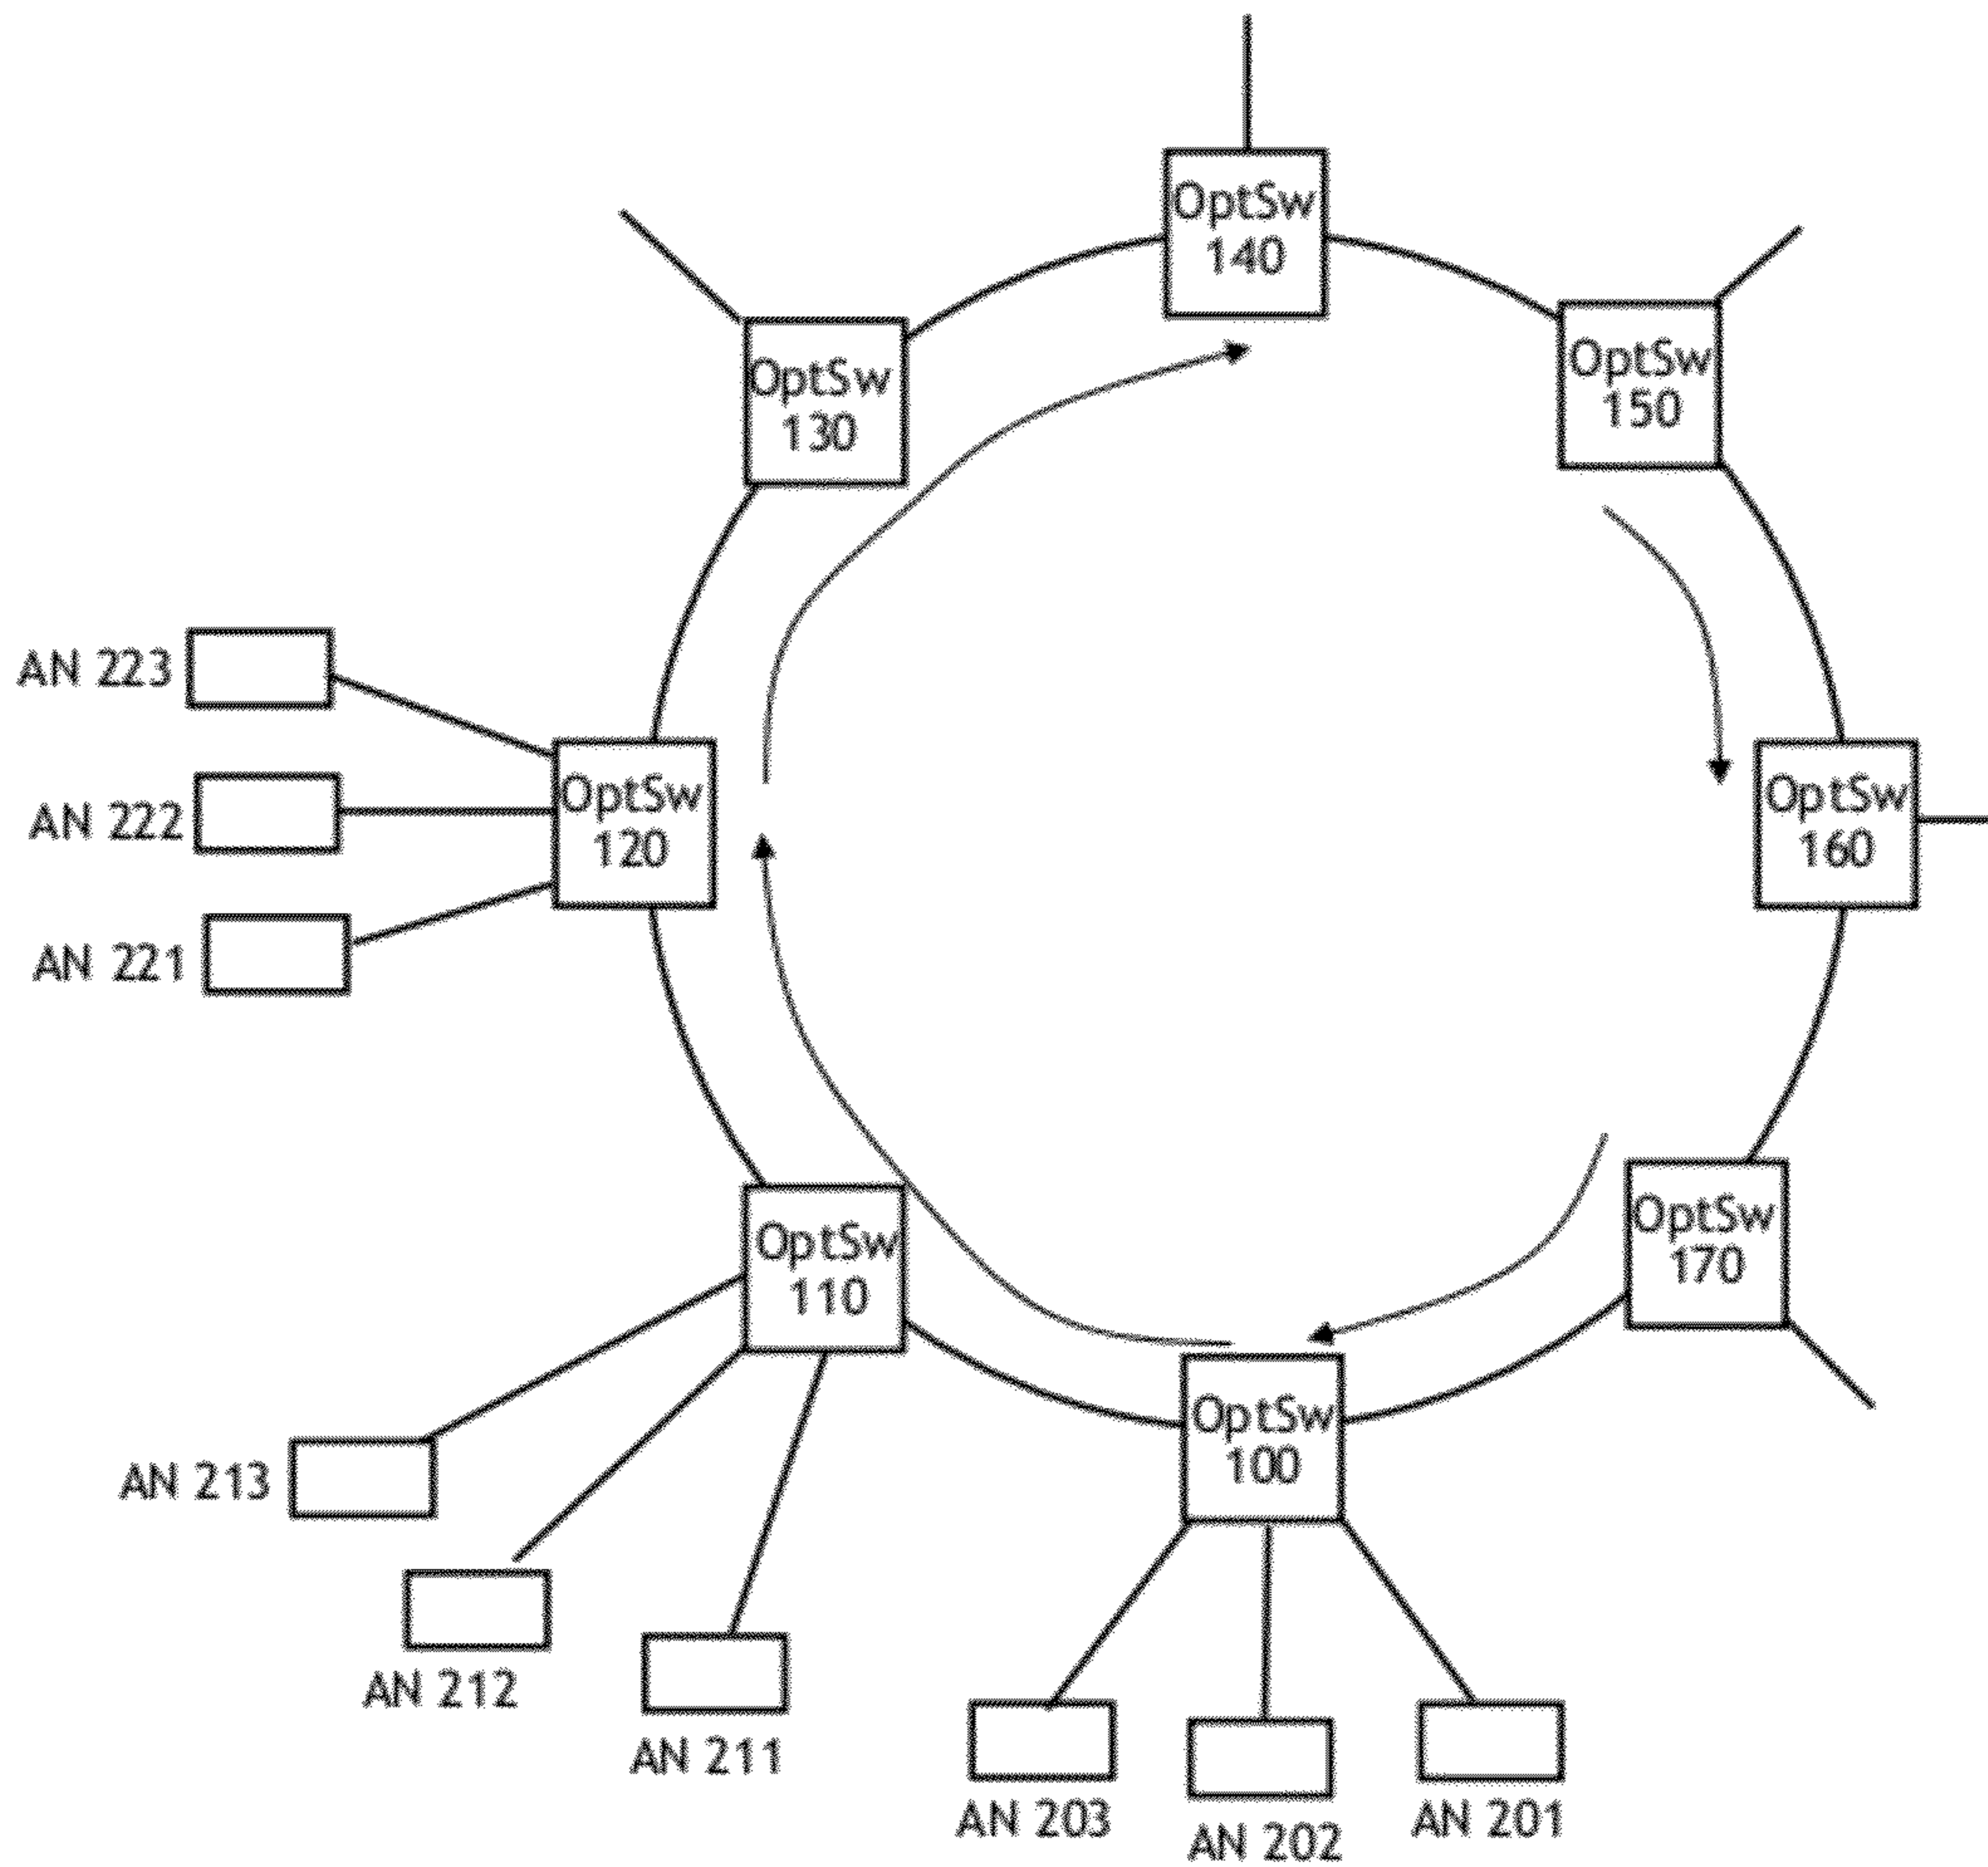 OptSw
140
OptSw
150
OptSw
130
AN 223
AN 222
OptSw
120
OptSw
160
AN 221
OptSw
170
OptSw
110
OptSw
100
AN 213
AN 212
AN 211
AN 203
AN 202
AN 201